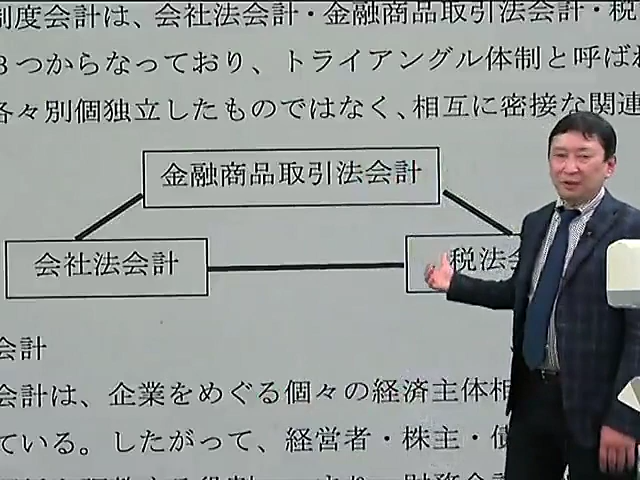 制度会計は、会社法会計・金融商品取引法会計・税
３つからなっており、トライアングル体制と呼ばれ
各々別個独立したものではなく、相互に密接な関連
金融商品取引法会計
会社法会計
税法会
会計
会計は、企業をめぐる個々の経済主体相
ている。したがって、経営者・株主・債